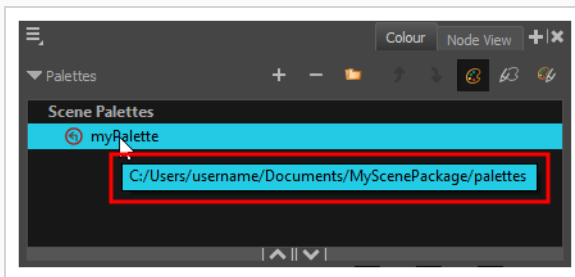 Colour Node View
Palettes
Scene Palettes
myPalette
C:/Users/username/Documents/MyScenePackage/palettes